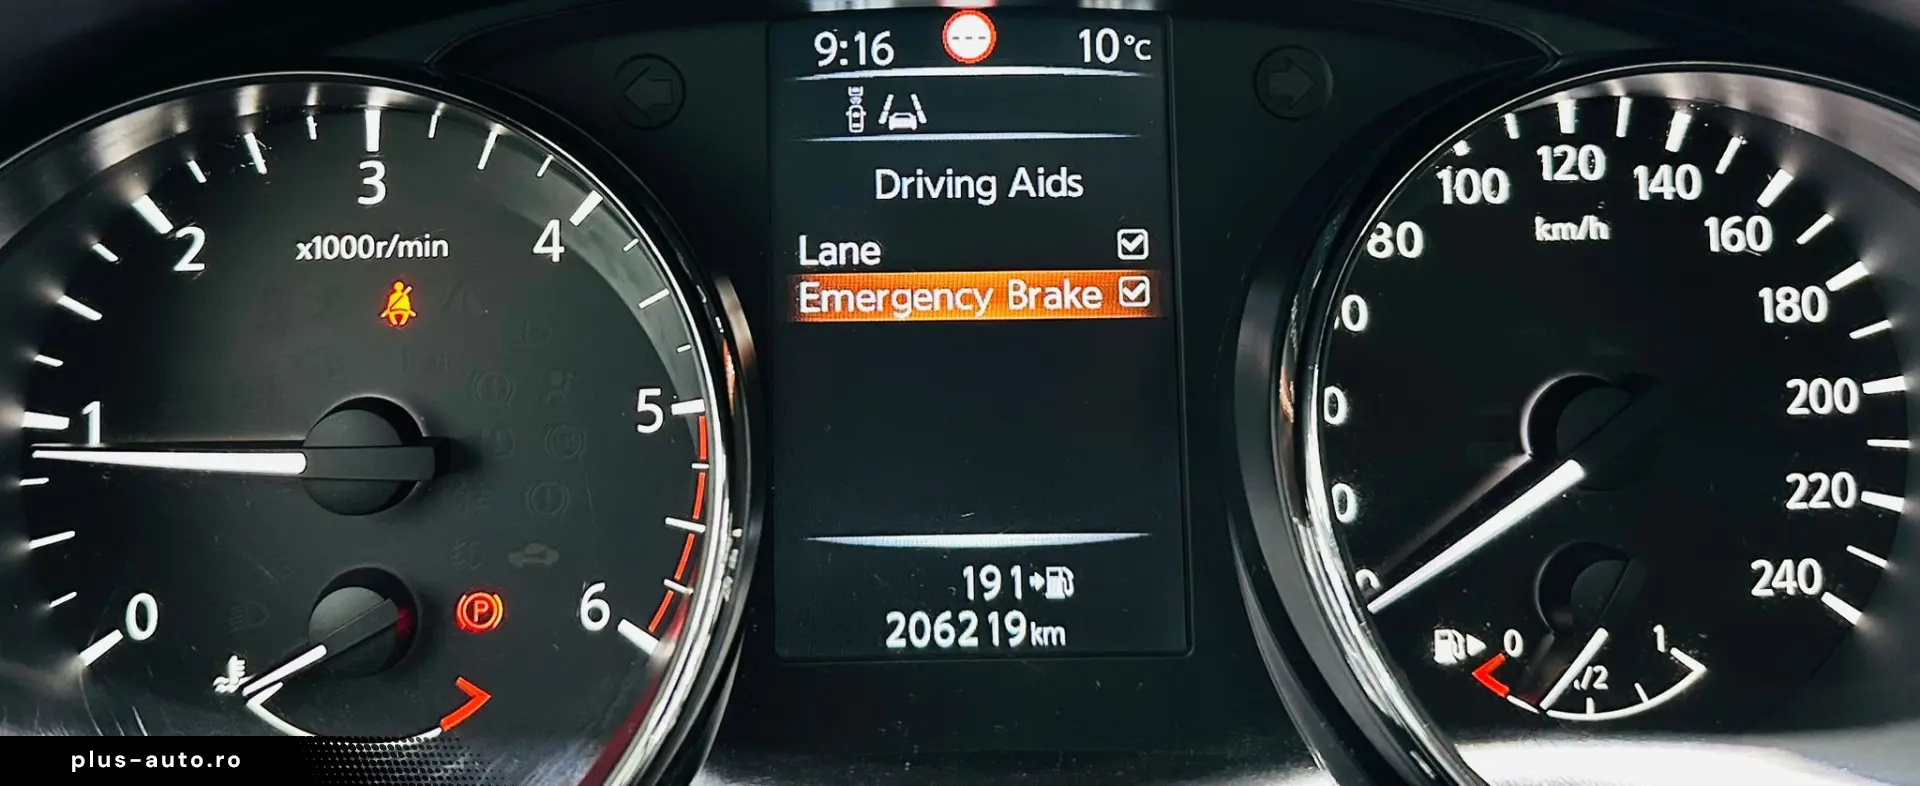 9:16
10°C
Driving Aids
Lane
Emergency Brake
191
206219km
0
1
2
3
4
5
6
x1000r/min
P
80
100
120
140
160
180
200
220
240
km/h
0
1/2
1
plus-auto.ro